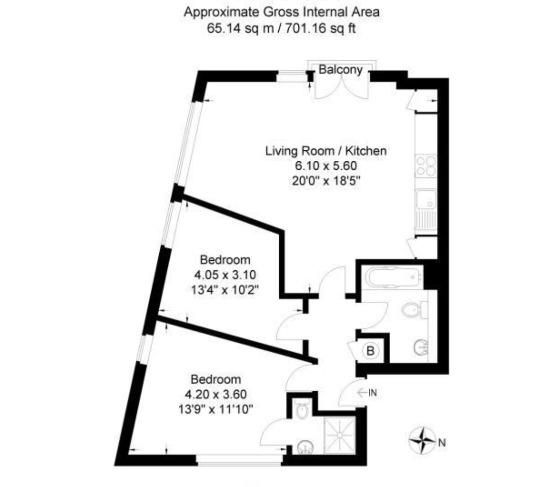 Approximate Gross Internal Area
65.14 sq m / 701.16 sq ft
Balcony
Living Room / Kitchen
6.10 x 5.60
20'0" x 18'5"
Bedroom
4.05 x 3.10
13'4" x 10'2"
B
Bedroom
4.20 x 3.60
13'9" x 11'10"
IN
N